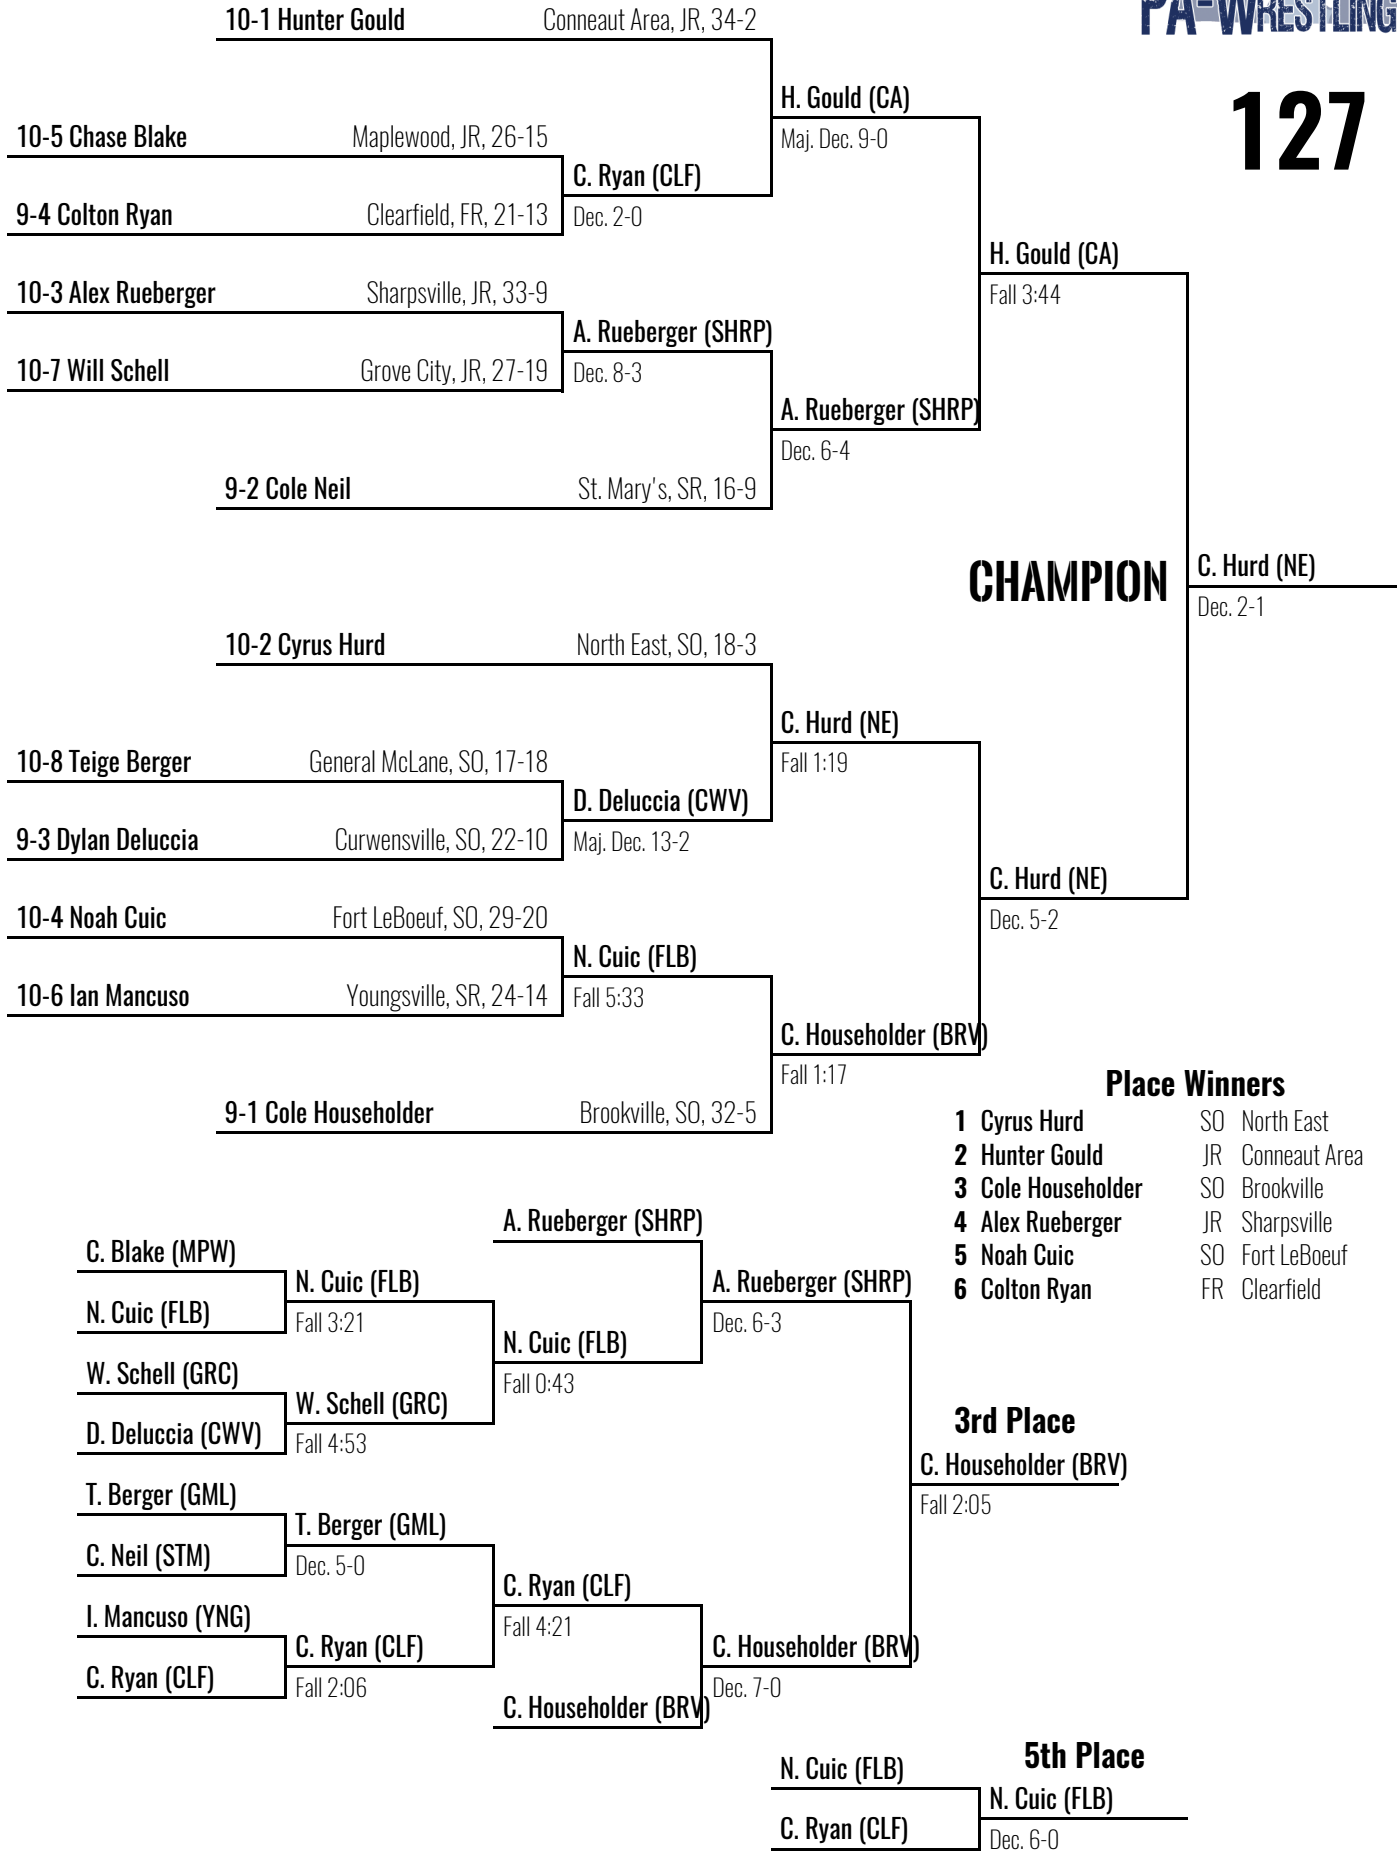 PA-WRESTLING
127
10-1 Hunter Gould Conneaut Area, JR, 34-2
H. Gould (CA)
Maj. Dec. 9-0
10-5 Chase Blake Maplewood, JR, 26-15
C. Ryan (CLF)
9-4 Colton Ryan Clearfield, FR, 21-13
Dec. 2-0
H. Gould (CA)
Fall 3:44
10-3 Alex Rueberger Sharpsville, JR, 33-9
A. Rueberger (SHRP)
10-7 Will Schell Grove City, JR, 27-19
Dec. 8-3
A. Rueberger (SHRP)
Dec. 6-4
9-2 Cole Neil St. Mary's, SR, 16-9
CHAMPION
C. Hurd (NE)
Dec. 2-1
10-2 Cyrus Hurd North East, SO, 18-3
C. Hurd (NE)
Fall 1:19
10-8 Teige Berger General McLane, SO, 17-18
D. Deluccia (CWV)
9-3 Dylan Deluccia Curwensville, SO, 22-10
Maj. Dec. 13-2
C. Hurd (NE)
Dec. 5-2
10-4 Noah Cuic Fort LeBoeuf, SO, 29-20
N. Cuic (FLB)
10-6 Ian Mancuso Youngsville, SR, 24-14
Fall 5:33
C. Householder (BRV)
Fall 1:17
9-1 Cole Householder Brookville, SO, 32-5
Place Winners
1 Cyrus Hurd SO North East
2 Hunter Gould JR Conneaut Area
3 Cole Householder SO Brookville
4 Alex Rueberger JR Sharpsville
5 Noah Cuic SO Fort LeBoeuf
6 Colton Ryan FR Clearfield
A. Rueberger (SHRP)
C. Blake (MPW)
N. Cuic (FLB)
A. Rueberger (SHRP)
N. Cuic (FLB)
Fall 3:21
Dec. 6-3
N. Cuic (FLB)
Fall 0:43
W. Schell (GRC)
W. Schell (GRC)
D. Deluccia (CWV)
Fall 4:53
3rd Place
C. Householder (BRV)
Fall 2:05
T. Berger (GML)
T. Berger (GML)
C. Neil (STM)
Dec. 5-0
C. Ryan (CLF)
Fall 4:21
I. Mancuso (YNG)
C. Ryan (CLF)
C. Householder (BRV)
C. Ryan (CLF)
Fall 2:06
Dec. 7-0
C. Householder (BRV)
5th Place
N. Cuic (FLB)
N. Cuic (FLB)
C. Ryan (CLF)
Dec. 6-0